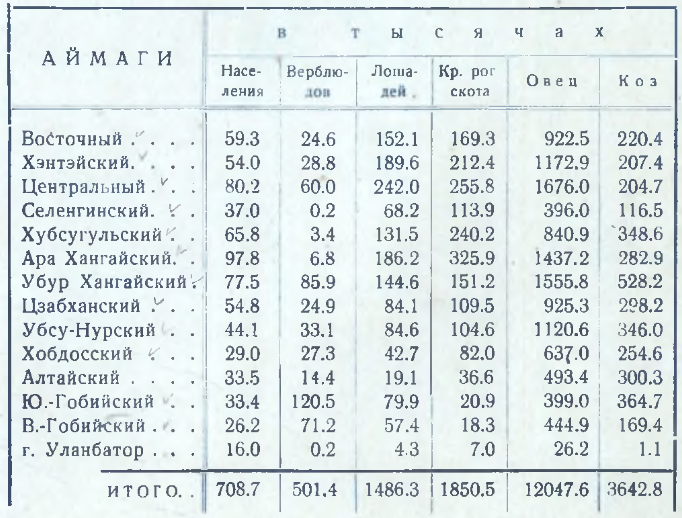 АЙМАГИ
в тысячах
Насе- Верблю- Лоша- Кр. рог Овец Коз
ления дов дей. скота
Восточный . . . . 59.3 24.6 152.1 169.3 922.5 220.4
Хэнтэйский. . . . 54.0 28.8 189.6 212.4 1172.9 207.4
Центральный . . . 80.2 60.0 242.0 255.8 1676.0 204.7
Селенгинский. . . 37.0 0.2 68.2 113.9 396.0 116.5
Хубсугульский . . 65.8 3.4 131.5 240.2 840.9 348.6
Ара Хангайский. . 97.8 6.8 186.2 325.9 1437.2 282.9
Убур Хангайский . 77.5 85.9 144.6 151.2 1555.8 528.2
Цзабханский . . . 54.8 24.9 84.1 109.5 925.3 298.2
Убсу-Нурский . . 44.1 33.1 84.6 104.6 1120.6 346.0
Хобдосский . . . 29.0 27.3 42.7 82.0 637.0 254.6
Алтайский . . . . 33.5 14.4 19.1 36.6 493.4 300.3
Ю.-Гобийский . . 33.4 120.5 79.9 20.9 399.0 364.7
В.-Гобийский . . . 26.2 71.2 57.4 18.3 444.9 169.4
г. Уланбатор . . . 16.0 0.2 4.3 7.0 26.2 1.1
ИТОГО. . 708.7 501.4 1486.3 1850.5 12047.6 3642.8